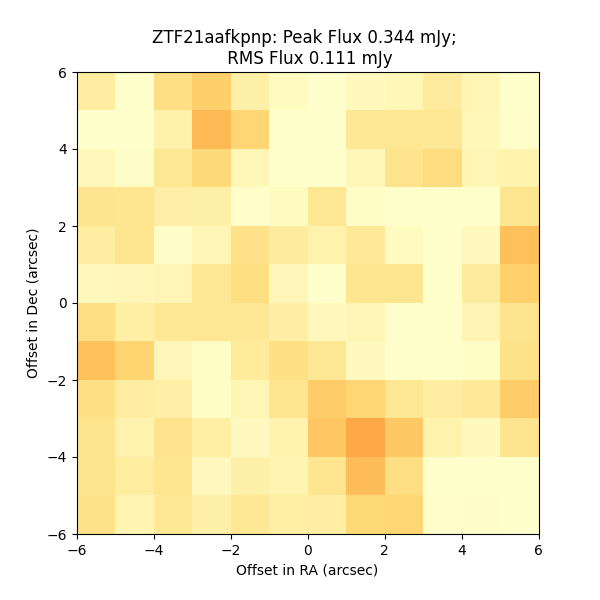 ZTF21aafkpnp: Peak Flux 0.344 mJy;
RMS Flux 0.111 mJy
6
4
2
0
−2
−4
−6
Offset in Dec (arcsec)
−6 −4 −2 0 2 4 6
Offset in RA (arcsec)